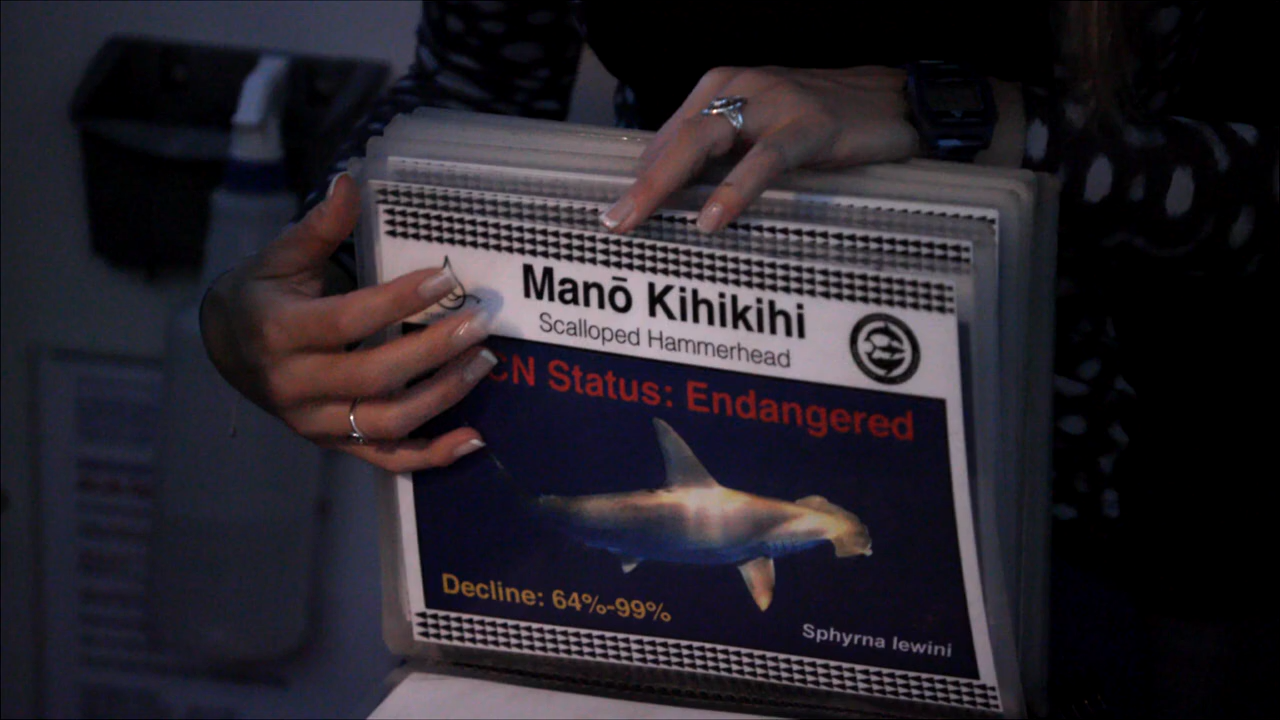 Manō Kihikihi
Scalloped Hammerhead
Status: Endangered
Decline: 64%-99%
Sphyrna lewini